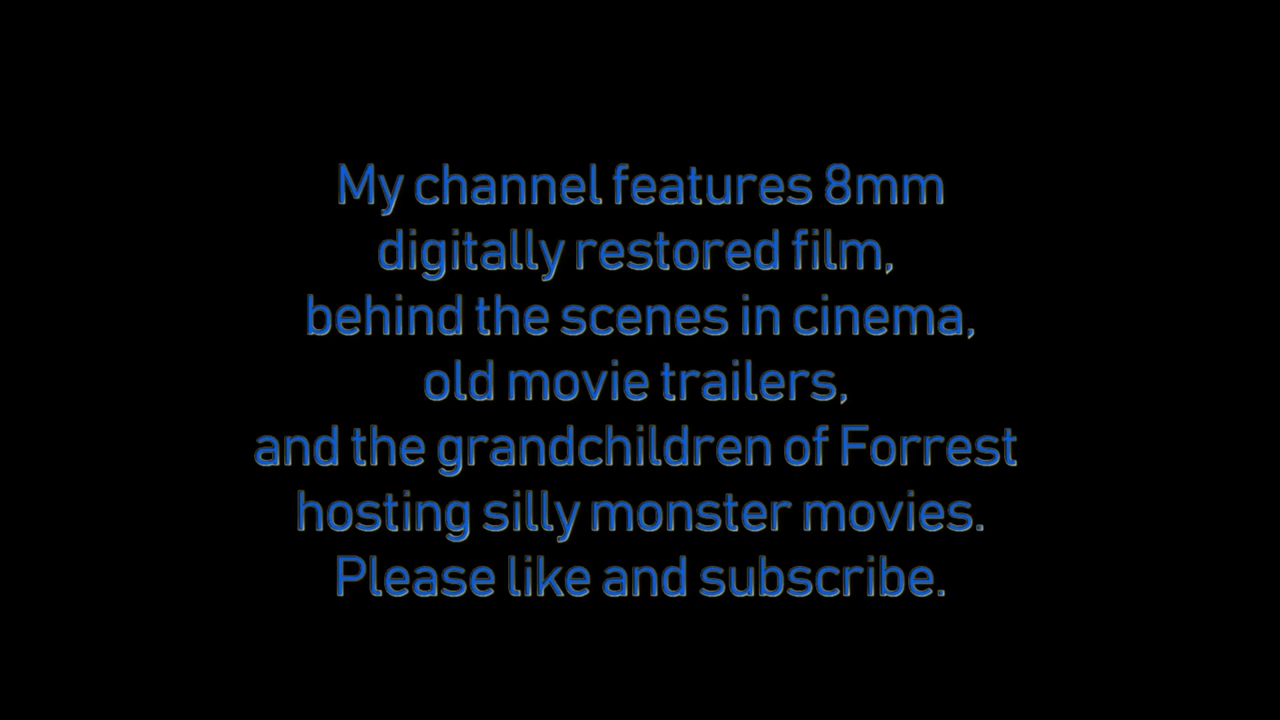 My channel features 8mm
digitally restored film,
behind the scenes in cinema,
old movie trailers,
and the grandchildren of Forrest
hosting silly monster movies.
Please like and subscribe.